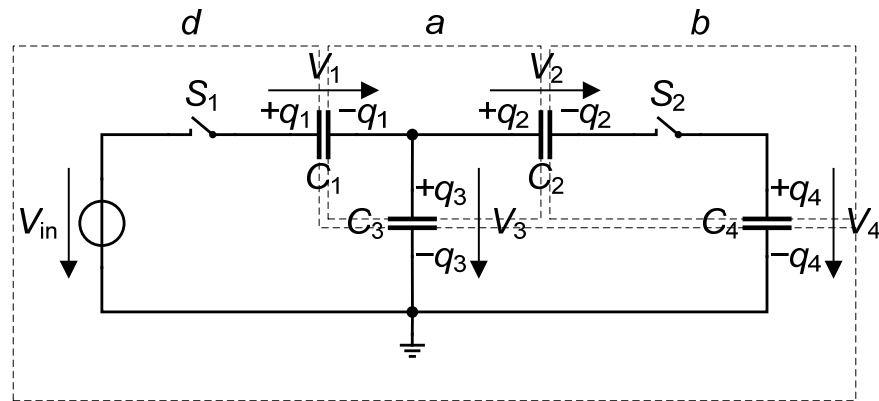 d a b
V1 V2
S1 S2
+q1 −q1 +q2 −q2
C1 C2
+q3 +q4
Vin C3 V3 C4 V4
−q3 −q4